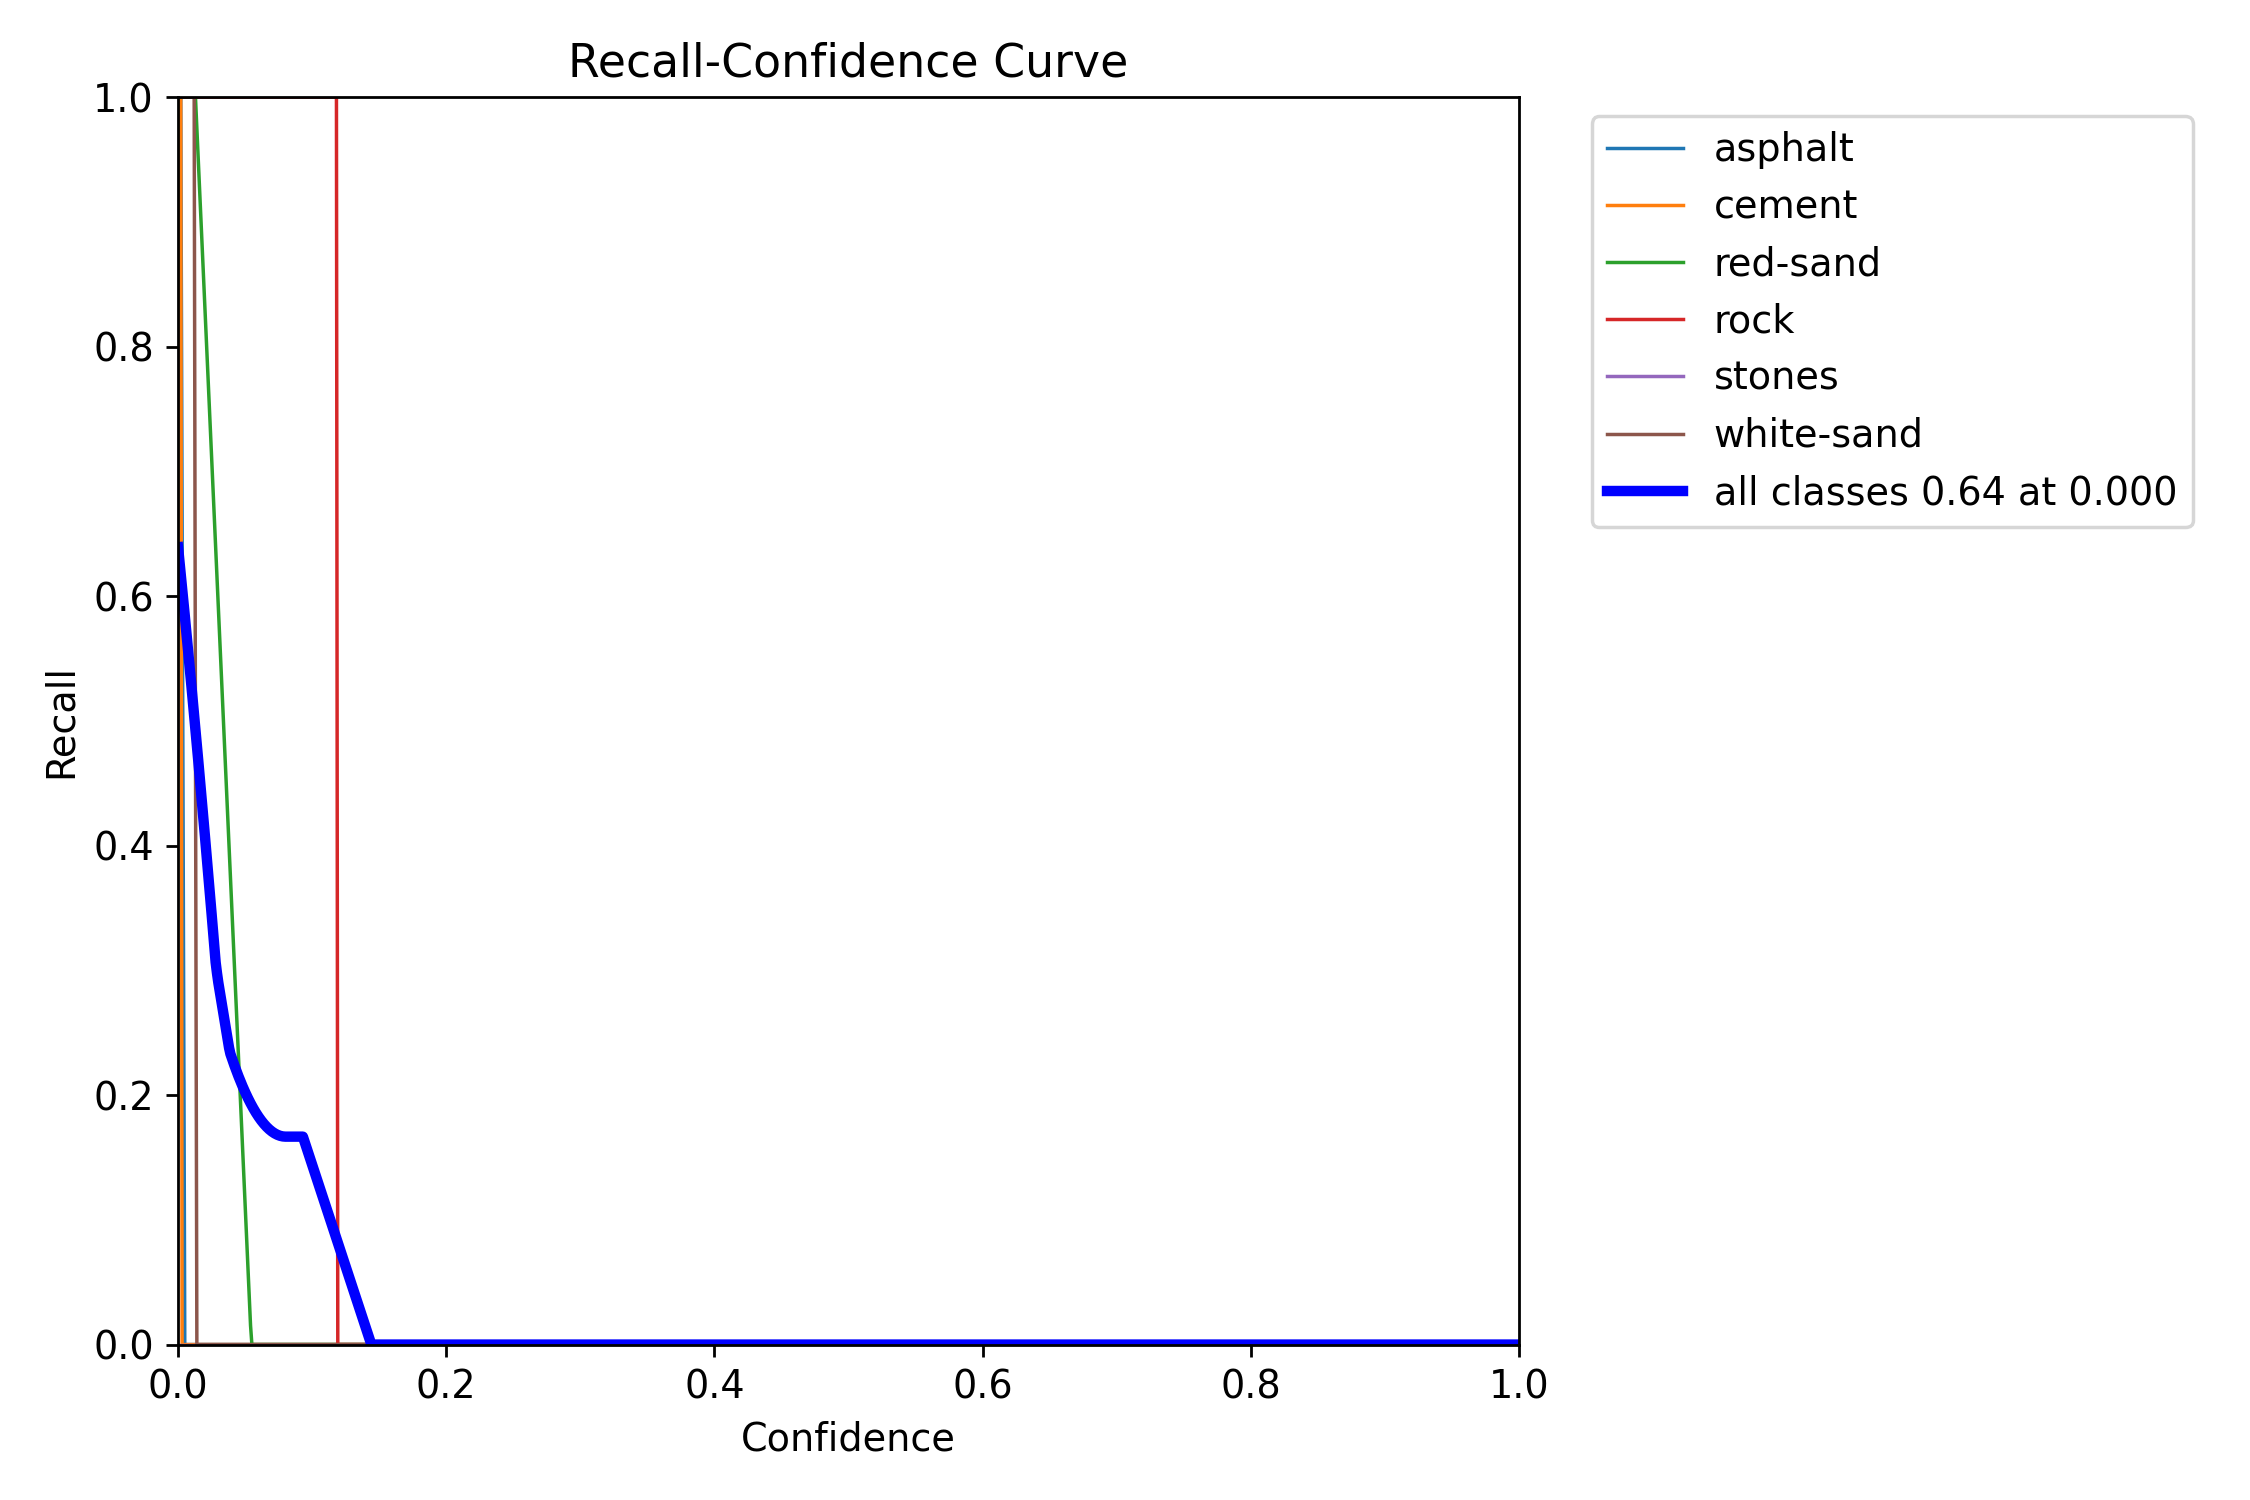 Recall-Confidence Curve
1.0
0.8
0.6
0.4
0.2
0.0
Recall
0.0 0.2 0.4 0.6 0.8 1.0
Confidence
asphalt
cement
red-sand
rock
stones
white-sand
all classes 0.64 at 0.000